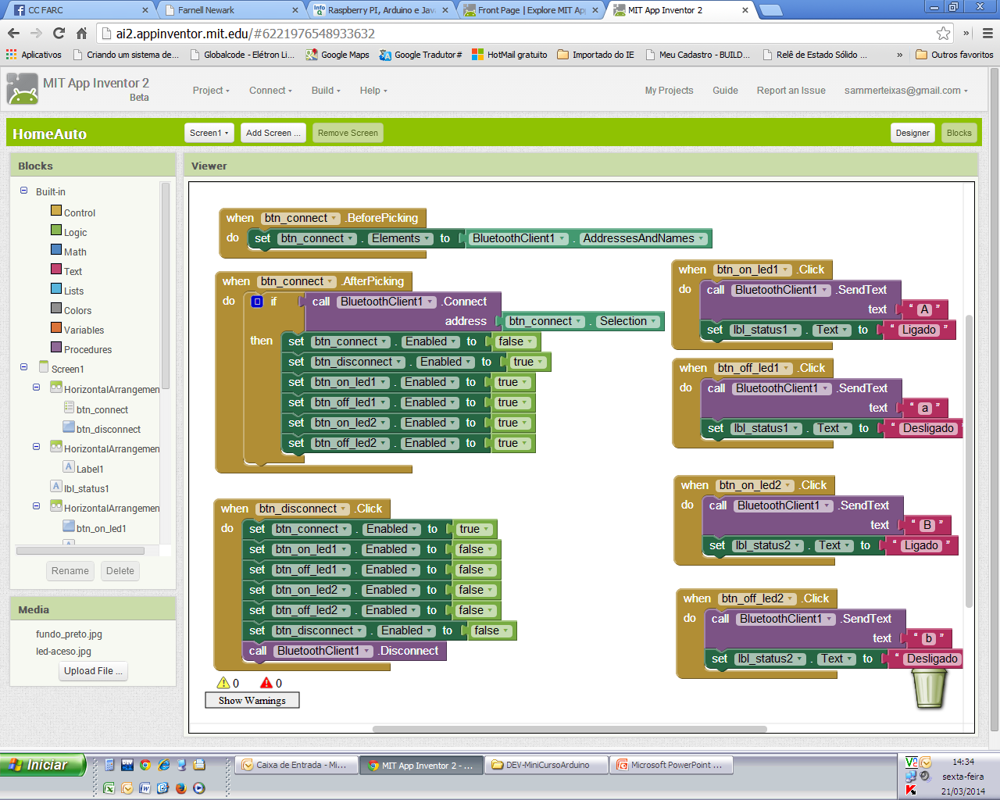 CC FARC
Farnell Newark
Raspberry PI, Arduino e Jav
Front Page | Explore MIT Ap
MIT App Inventor 2
ai2.appinventor.mit.edu/#6221976548933632
Aplicativos
Criando um sistema de...
Globalcode - Elétron Li...
Google Maps
Google Tradutor#
HotMail gratuito
Importado do IE
Meu Cadastro - BUILD...
Relê de Estado Sólido ...
»
Outros favoritos
MIT App Inventor 2
Beta
Project
Connect
Build
Help
My Projects
Guide
Report an Issue
sammerteixas@gmail.com
HomeAuto
Screen1
Add Screen ...
Remove Screen
Designer
Blocks
Blocks
Built-in
Control
Logic
Math
Text
Lists
Colors
Variables
Procedures
Screen1
HorizontalArrangemen
btn_connect
btn_disconnect
HorizontalArrangemen
Label1
lbl_status1
HorizontalArrangemen
btn_on_led1
Rename
Delete
Media
fundo_preto.jpg
led-aceso.jpg
Upload File ...
Viewer
when btn_connect .BeforePicking
do set btn_connect . Elements to BluetoothClient1 . AddressesAndNames
when btn_connect .AfterPicking
do if call BluetoothClient1 .Connect
address btn_connect . Selection
then set btn_connect . Enabled to false
set btn_disconnect . Enabled to true
set btn_on_led1 . Enabled to true
set btn_off_led1 . Enabled to true
set btn_on_led2 . Enabled to true
set btn_off_led2 . Enabled to true
when btn_disconnect .Click
do set btn_connect . Enabled to true
set btn_on_led1 . Enabled to false
set btn_off_led1 . Enabled to false
set btn_on_led2 . Enabled to false
set btn_off_led2 . Enabled to false
set btn_disconnect . Enabled to false
call BluetoothClient1 .Disconnect
when btn_on_led1 .Click
do call BluetoothClient1 .SendText
text “ A ”
set lbl_status1 . Text to “ Ligado ”
when btn_off_led1 .Click
do call BluetoothClient1 .SendText
text “ a ”
set lbl_status1 . Text to “ Desligado
when btn_on_led2 .Click
do call BluetoothClient1 .SendText
text “ B ”
set lbl_status2 . Text to “ Ligado ”
when btn_off_led2 .Click
do call BluetoothClient1 .SendText
text “ b ”
set lbl_status2 . Text to “ Desligado
0 0
Show Warnings
Iniciar
Caixa de Entrada - Mi...
MIT App Inventor 2 - ...
DEV-MiniCursoArduino
Microsoft PowerPoint ...
14:34
sexta-feira
21/03/2014